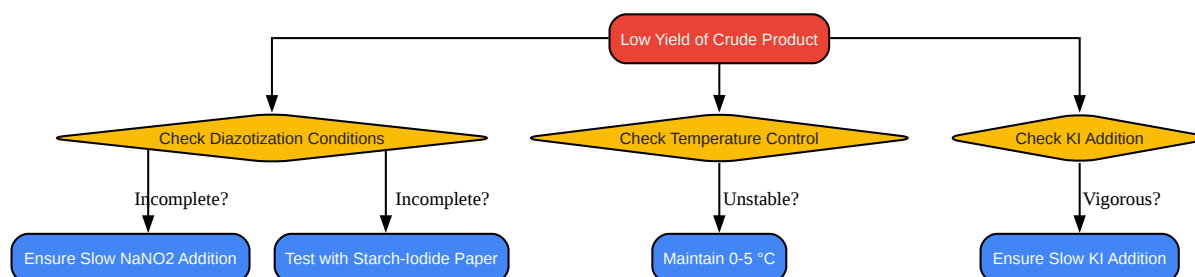 Low Yield of Crude Product
Check Diazotization Conditions
Check Temperature Control
Check KI Addition
Incomplete?
Incomplete?
Unstable?
Vigorous?
Ensure Slow NaNO2 Addition
Test with Starch-Iodide Paper
Maintain 0-5 °C
Ensure Slow KI Addition